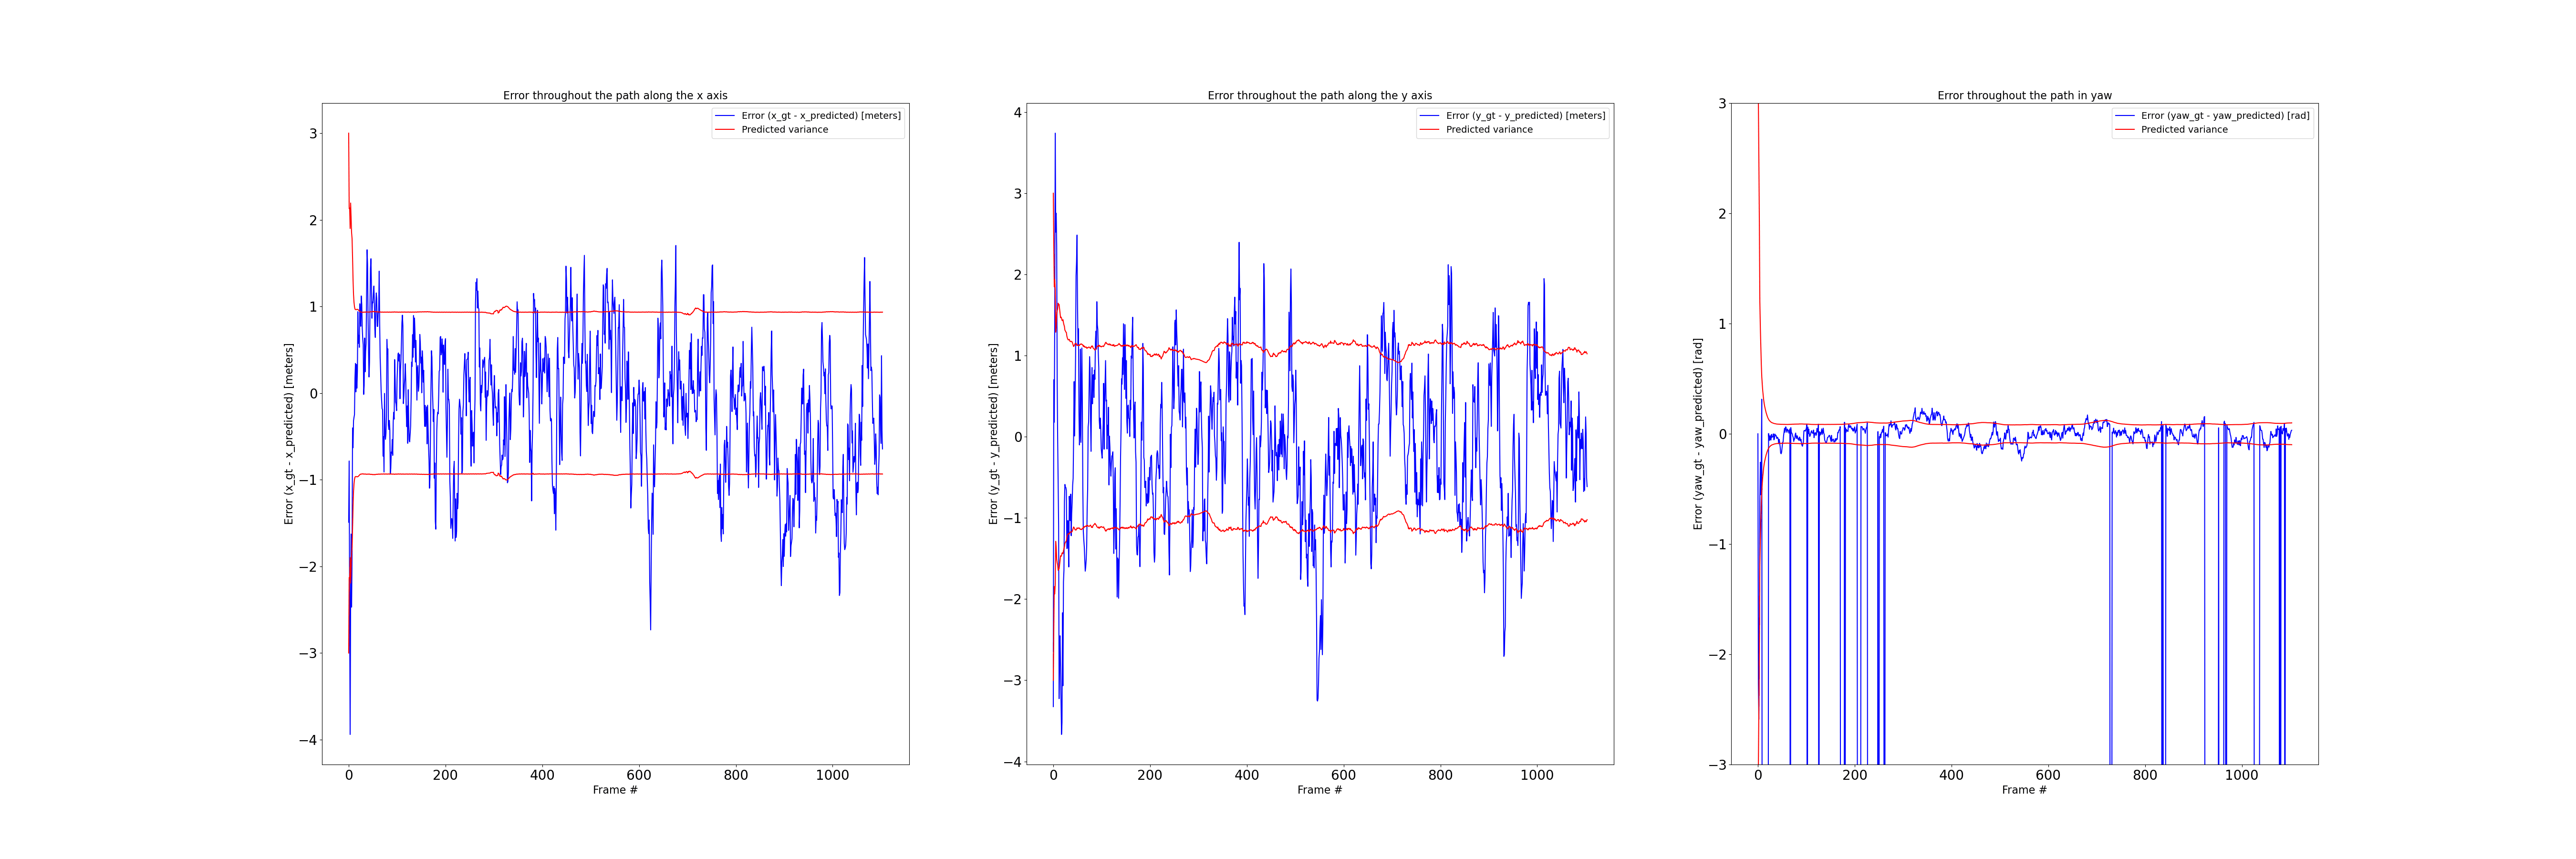 Error throughout the path along the x axis
Error (x_gt - x_predicted) [meters]
Predicted variance
3
2
1
0
−1
−2
−3
−4
Error (x_gt - x_predicted) [meters]
0 200 400 600 800 1000
Frame #
Error throughout the path along the y axis
Error (y_gt - y_predicted) [meters]
Predicted variance
4
3
2
1
0
−1
−2
−3
−4
Error (y_gt - y_predicted) [meters]
0 200 400 600 800 1000
Frame #
Error throughout the path in yaw
Error (yaw_gt - yaw_predicted) [rad]
Predicted variance
3
2
1
0
−1
−2
−3
Error (yaw_gt - yaw_predicted) [rad]
0 200 400 600 800 1000
Frame #